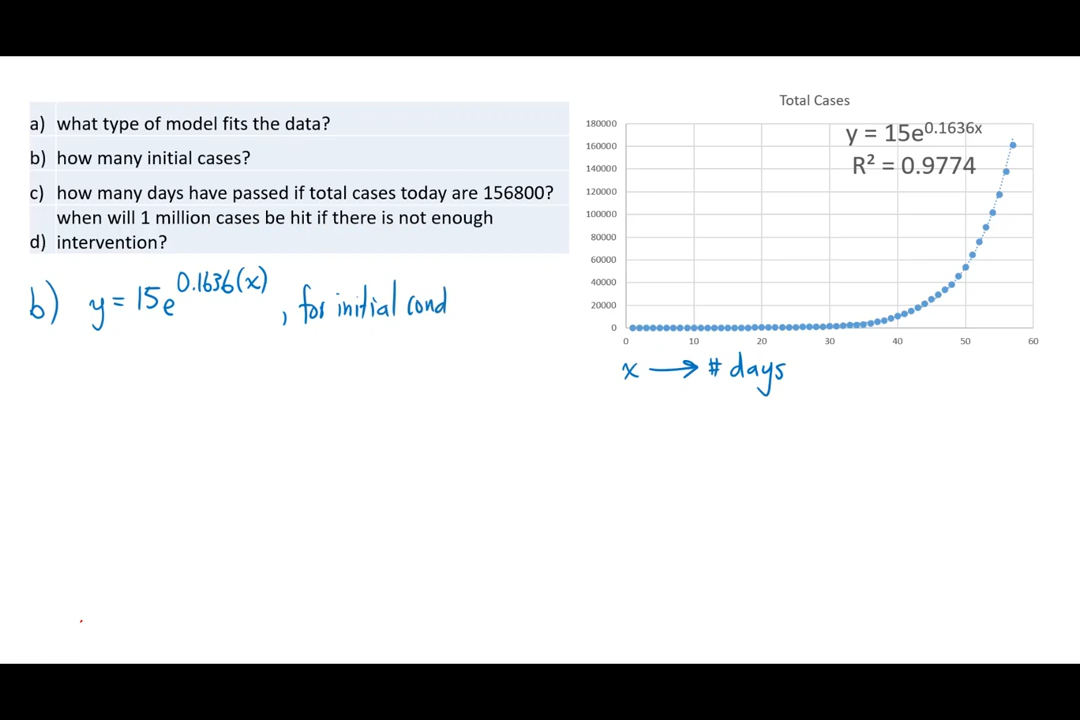 a) what type of model fits the data?
b) how many initial cases?
c) how many days have passed if total cases today are 156800?
when will 1 million cases be hit if there is not enough
d) intervention?
b) y = 15e^0.1636(x) , for initial cond
Total Cases
y = 15e^0.1636x
R² = 0.9774
180000
160000
140000
120000
100000
80000
60000
40000
20000
0
0 10 20 30 40 50 60
x → # days